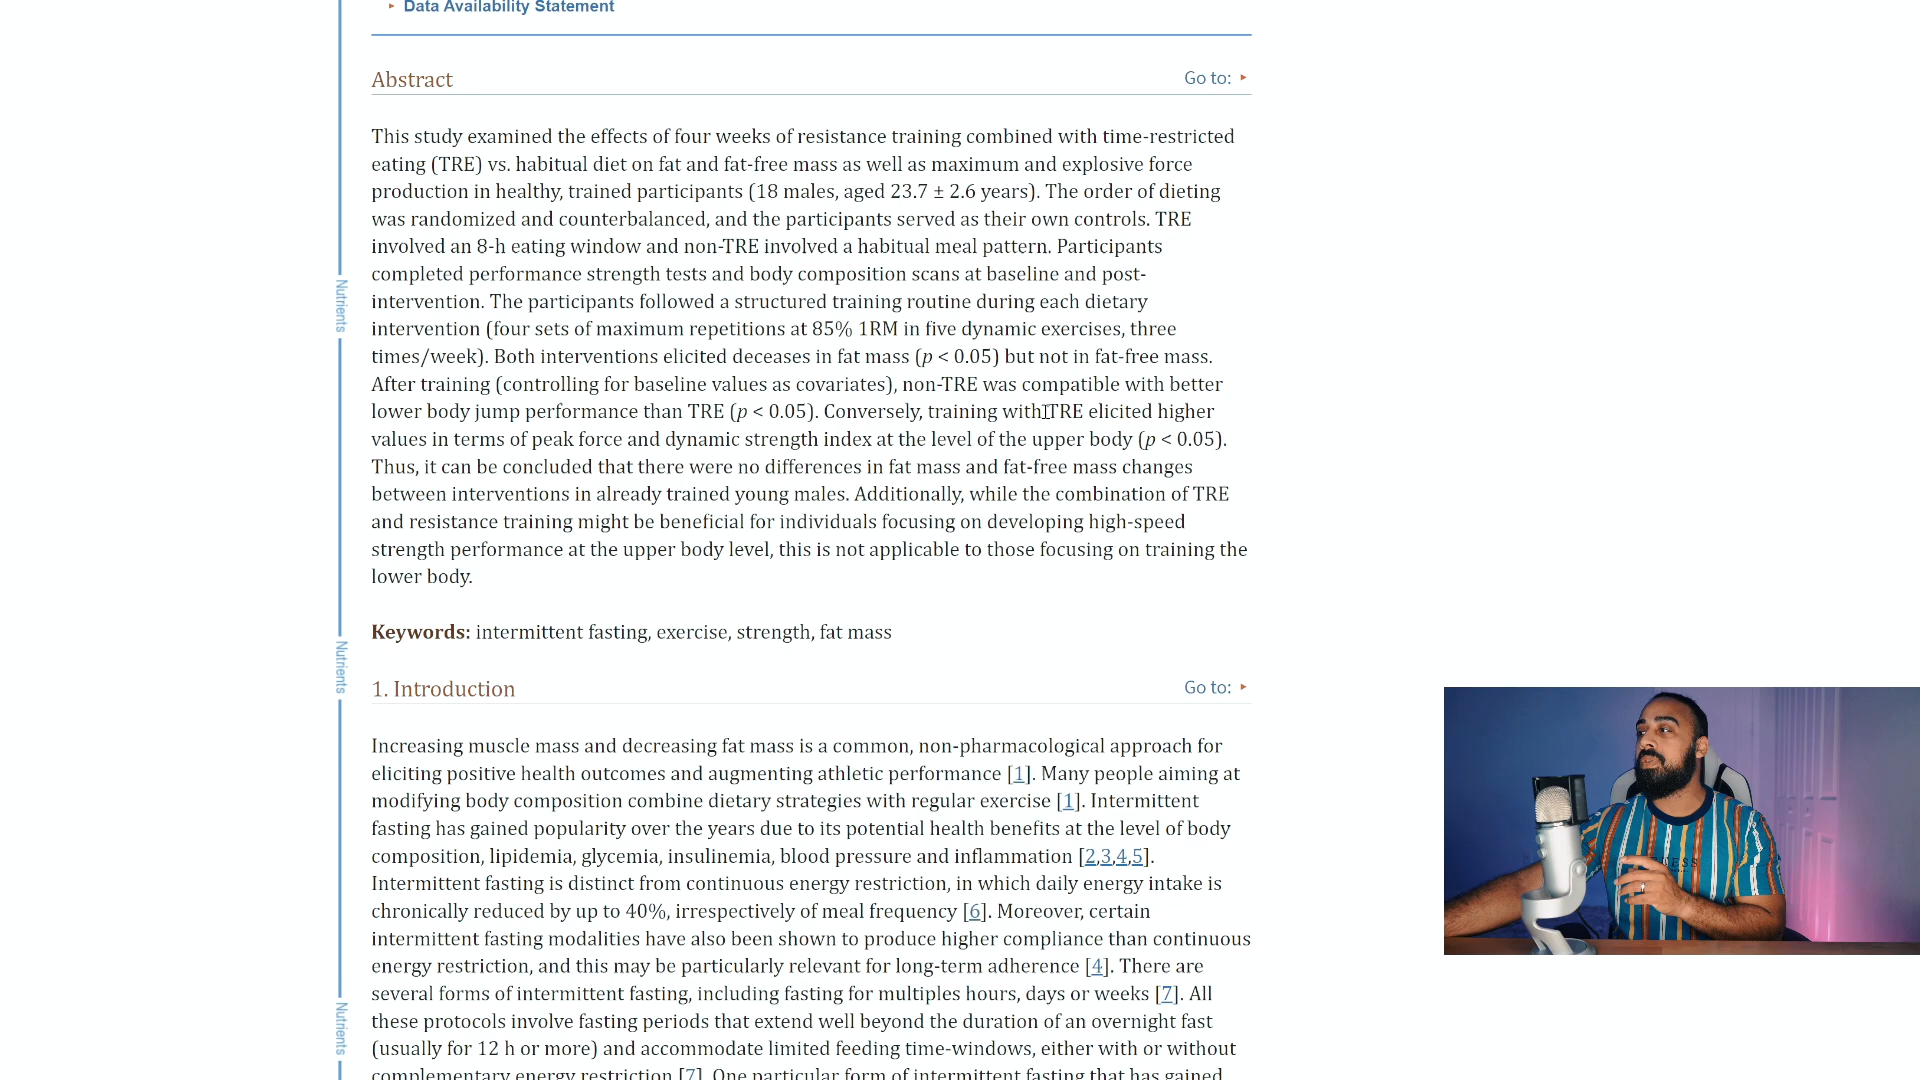 Data Availability Statement
Abstract
Go to:
This study examined the effects of four weeks of resistance training combined with time-restricted
eating (TRE) vs. habitual diet on fat and fat-free mass as well as maximum and explosive force
production in healthy, trained participants (18 males, aged 23.7 ± 2.6 years). The order of dieting
was randomized and counterbalanced, and the participants served as their own controls. TRE
involved an 8-h eating window and non-TRE involved a habitual meal pattern. Participants
completed performance strength tests and body composition scans at baseline and post-
intervention. The participants followed a structured training routine during each dietary
intervention (four sets of maximum repetitions at 85% 1RM in five dynamic exercises, three
times/week). Both interventions elicited deceases in fat mass (p < 0.05) but not in fat-free mass.
After training (controlling for baseline values as covariates), non-TRE was compatible with better
lower body jump performance than TRE (p < 0.05). Conversely, training with TRE elicited higher
values in terms of peak force and dynamic strength index at the level of the upper body (p < 0.05).
Thus, it can be concluded that there were no differences in fat mass and fat-free mass changes
between interventions in already trained young males. Additionally, while the combination of TRE
and resistance training might be beneficial for individuals focusing on developing high-speed
strength performance at the upper body level, this is not applicable to those focusing on training the
lower body.
Keywords: intermittent fasting, exercise, strength, fat mass
1. Introduction
Go to:
Increasing muscle mass and decreasing fat mass is a common, non-pharmacological approach for
eliciting positive health outcomes and augmenting athletic performance [1]. Many people aiming at
modifying body composition combine dietary strategies with regular exercise [1]. Intermittent
fasting has gained popularity over the years due to its potential health benefits at the level of body
composition, lipidemia, glycemia, insulinemia, blood pressure and inflammation [2,3,4,5].
Intermittent fasting is distinct from continuous energy restriction, in which daily energy intake is
chronically reduced by up to 40%, irrespectively of meal frequency [6]. Moreover, certain
intermittent fasting modalities have also been shown to produce higher compliance than continuous
energy restriction, and this may be particularly relevant for long-term adherence [4]. There are
several forms of intermittent fasting, including fasting for multiples hours, days or weeks [7]. All
these protocols involve fasting periods that extend well beyond the duration of an overnight fast
(usually for 12 h or more) and accommodate limited feeding time-windows, either with or without
complementary energy restriction [7]. One particular form of intermittent fasting that has gained
Nutrients
Nutrients
Nutrients
GUESS